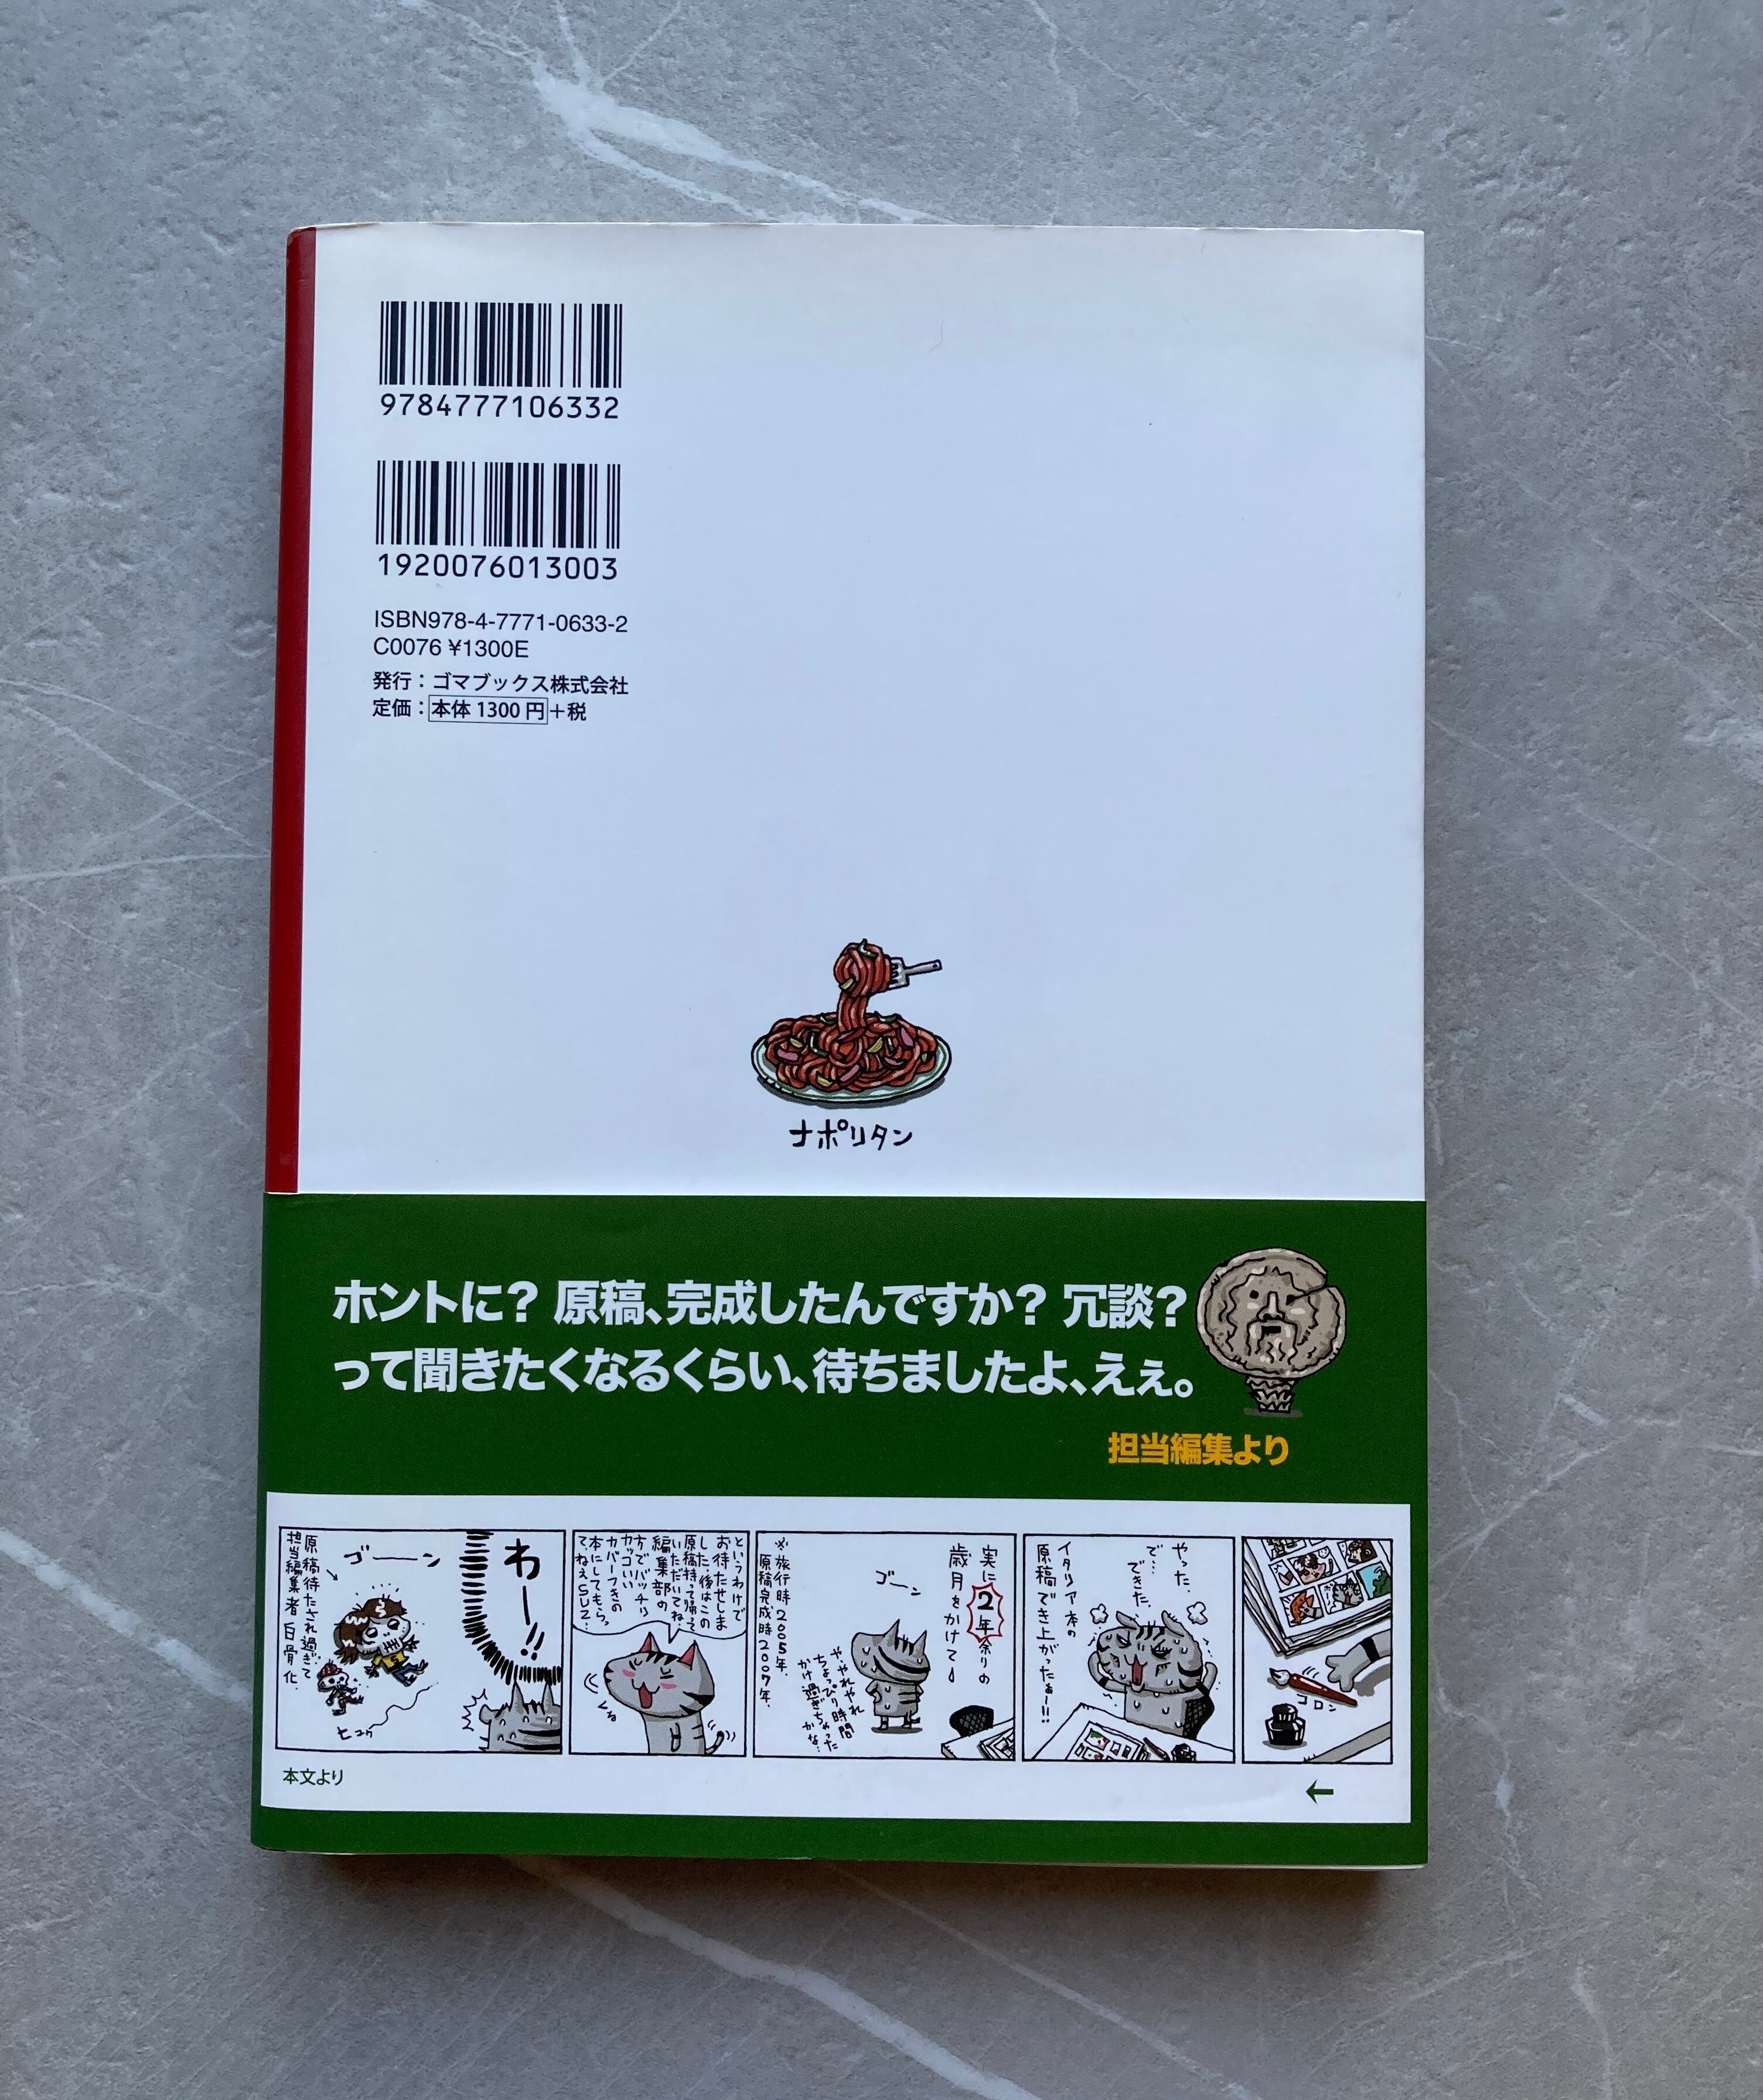 9784777106332
1920076013003
ISBN978-4-7771-0633-2
C0076 ¥1300E
発行：ゴマブックス株式会社
定価：本体1300円＋税
ナポリタン
ホントに？ 原稿、完成したんですか？ 冗談？
って聞きたくなるくらい、待ちましたよ、えぇ。
担当編集より
コロン
やった
で…できた
イタリア本の
原稿でき上がったぁー!!
実に2年余りの
歳月をかけて
ゴーン
やれやれ
ちょっぴり時間
かけ過ぎちゃった
かな…
※旅行時2005年
原稿完成時2007年
というわけで
お待たせしま
した。後はこの
原稿持って帰って
いただいてね
編集部の
方でバッチリ
カッコいい
カバーつきの
本にしてもらっ
てねえSLZ…
わー!!
ゴーン
原稿待たされ過ぎて
担当編集者白骨化
ヒュウ
本文より
←